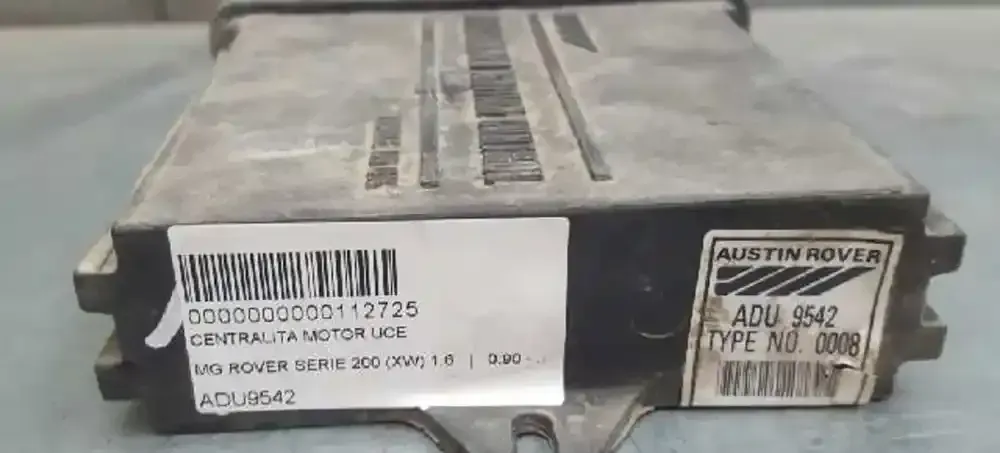 0000000000112725
CENTRALITA MOTOR UCE
MG ROVER SERIE 200 (XW) 1.6 | 0.90 - ...
ADU9542
AUSTIN ROVER
ADU 9542
TYPE NO. 0008